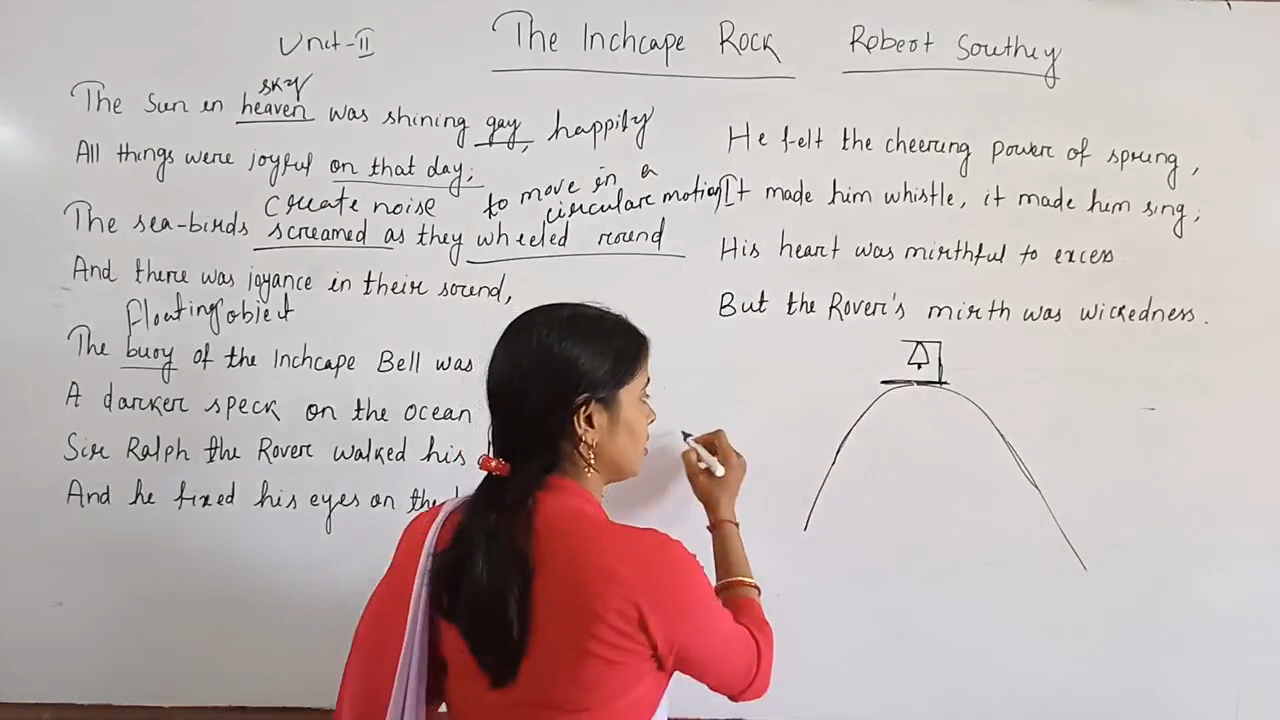 Unit-II
The Inchcape Rock
Robert Southey
sky
The Sun in heaven was shining gay, happily
All things were joyful on that day;
create noise
to move in a
circular motion
The sea-birds screamed as they wheeled round
And there was joyance in their sound,
floating object
The buoy of the Inchcape Bell was
A darker speck on the ocean
Sir Ralph the Rover walked his
And he fixed his eyes on the
He felt the cheering power of spring,
It made him whistle, it made him sing;
His heart was mirthful to excess
But the Rover's mirth was wickedness.